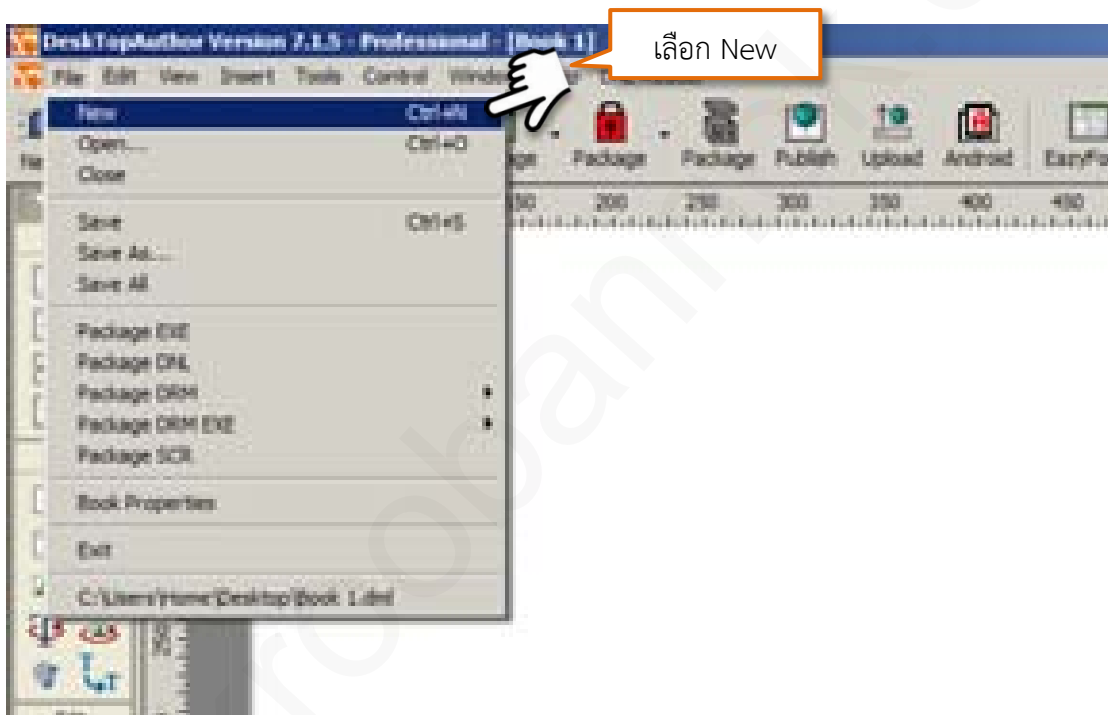 DeskTopAuthor Version 7.1.5 - Professional - [Book 1]
เลือก New
File Edit View Insert Tools Control Window
New Ctrl+N
Open... Ctrl+O
Close
Package Package Publish Upload Android
Save Ctrl+S
200 250 300 350 400 450
Save As...
Save All
Package EXE
Package DNL
Package DRM
Package DRM EXE
Package SCR
Book Properties
Exit
C:\Users\Home\Desktop\Book 1.dnl